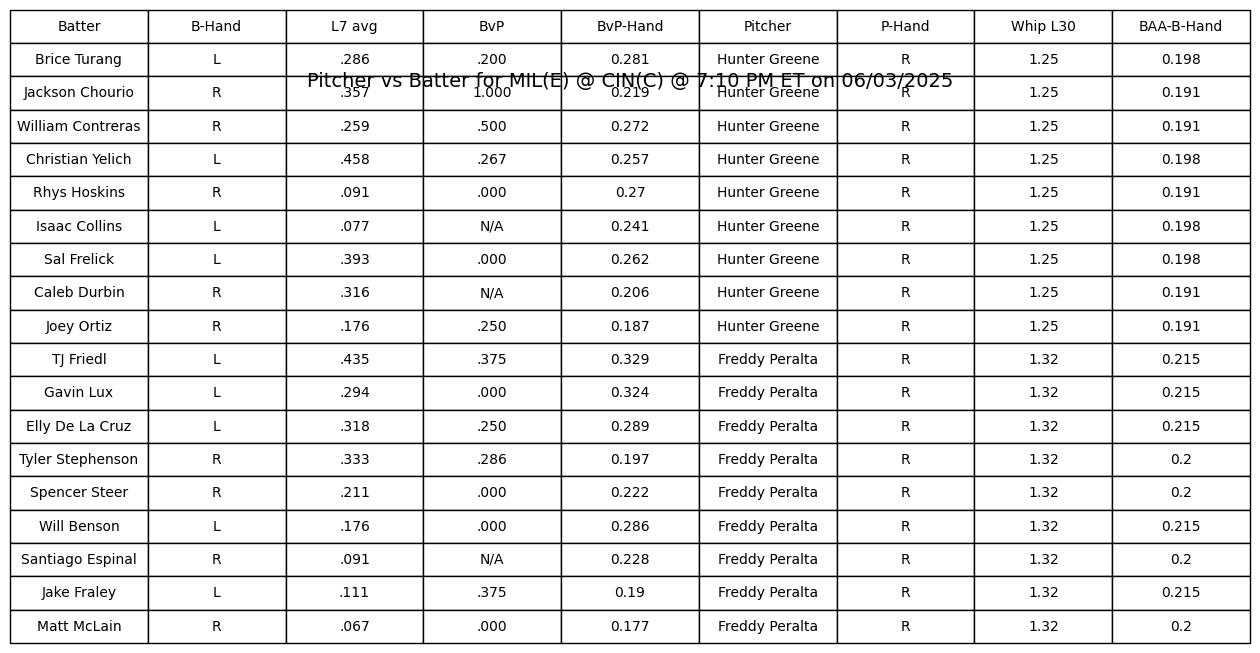 Batter B-Hand L7 avg BvP BvP-Hand Pitcher P-Hand Whip L30 BAA-B-Hand
Brice Turang L .286 .200 0.281 Hunter Greene R 1.25 0.198
Pitcher vs Batter for MIL(E) @ CIN(C) @ 7:10 PM ET on 06/03/2025
Jackson Chourio R .357 1.000 0.219 Hunter Greene R 1.25 0.191
William Contreras R .259 .500 0.272 Hunter Greene R 1.25 0.191
Christian Yelich L .458 .267 0.257 Hunter Greene R 1.25 0.198
Rhys Hoskins R .091 .000 0.27 Hunter Greene R 1.25 0.191
Isaac Collins L .077 N/A 0.241 Hunter Greene R 1.25 0.198
Sal Frelick L .393 .000 0.262 Hunter Greene R 1.25 0.198
Caleb Durbin R .316 N/A 0.206 Hunter Greene R 1.25 0.191
Joey Ortiz R .176 .250 0.187 Hunter Greene R 1.25 0.191
TJ Friedl L .435 .375 0.329 Freddy Peralta R 1.32 0.215
Gavin Lux L .294 .000 0.324 Freddy Peralta R 1.32 0.215
Elly De La Cruz L .318 .250 0.289 Freddy Peralta R 1.32 0.215
Tyler Stephenson R .333 .286 0.197 Freddy Peralta R 1.32 0.2
Spencer Steer R .211 .000 0.222 Freddy Peralta R 1.32 0.2
Will Benson L .176 .000 0.286 Freddy Peralta R 1.32 0.215
Santiago Espinal R .091 N/A 0.228 Freddy Peralta R 1.32 0.2
Jake Fraley L .111 .375 0.19 Freddy Peralta R 1.32 0.215
Matt McLain R .067 .000 0.177 Freddy Peralta R 1.32 0.2